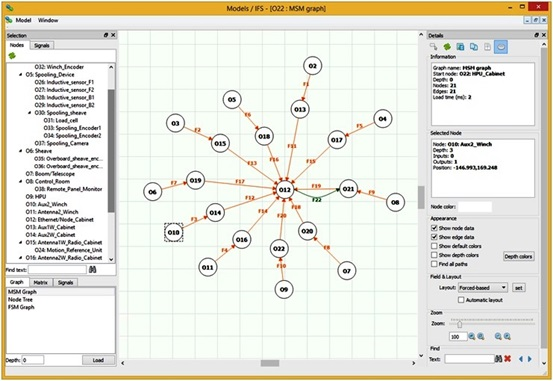 Models / IFS - [O22 : MSM graph]
Model Window
Selection
Nodes Signals
O32: Winch_Encoder
O5: Spooling_Device
O26: Inductive_sensor_F1
O27: Inductive_sensor_F2
O28: Inductive_sensor_B1
O29: Inductive_sensor_B2
O30: Spooling_sheave
O31: Load_cell
O33: Spooling_Encoder1
O34: Spooling_Encoder2
O4: Spooling_Camera
O6: Sheave
O35: Overboard_sheave_enc...
O36: Overboard_sheave_enc...
O7: Boom/Telescope
O8: Control_Room
O38: Remote_Panel_Monitor
O9: HPU
O10: Aux2_Winch
O11: Antenna2_Winch
O12: Ethernet/Node_Cabinet
O13: Aux1W_Cabinet
O14: Aux2W_Cabinet
O15: Antenna1W_Radio_Cabinet
O24: Motion_Reference_Unit
O16: Antenna2W_Radio_Cabinet
Find text:
Graph Matrix Signals
MSM Graph
Node Tree
FSM Graph
Depth: 0 Load
O2
F1
O5
O13
O4
F6
O3
O18
F5
F2
O17
O15
F16
F11
F13
F15
O19
F7
F17
O12
F19
O21
O6
F22
F9
O14
F12
O8
F3
F14
F18
O10
O16
F20
O20
F4
O22
F8
O11
F10
O7
O9
Details
Information
Graph name: MSM graph
Start node: O22: HPU_Cabinet
Depth: 0
Nodes: 21
Edges: 21
Load time (ms): 2
Selected Node
Node: O10: Aux2_Winch
Depth: 3
Inputs: 0
Outputs: 1
Position: -146.993,169.248
Node color:
Appearance
Show node data
Show edge data
Show default colors
Show depth colors Depth colors
Find all paths
Field & Layout
Layout: Forced-based set
Automatic layout
Zoom
Zoom:
100
Find
Text: